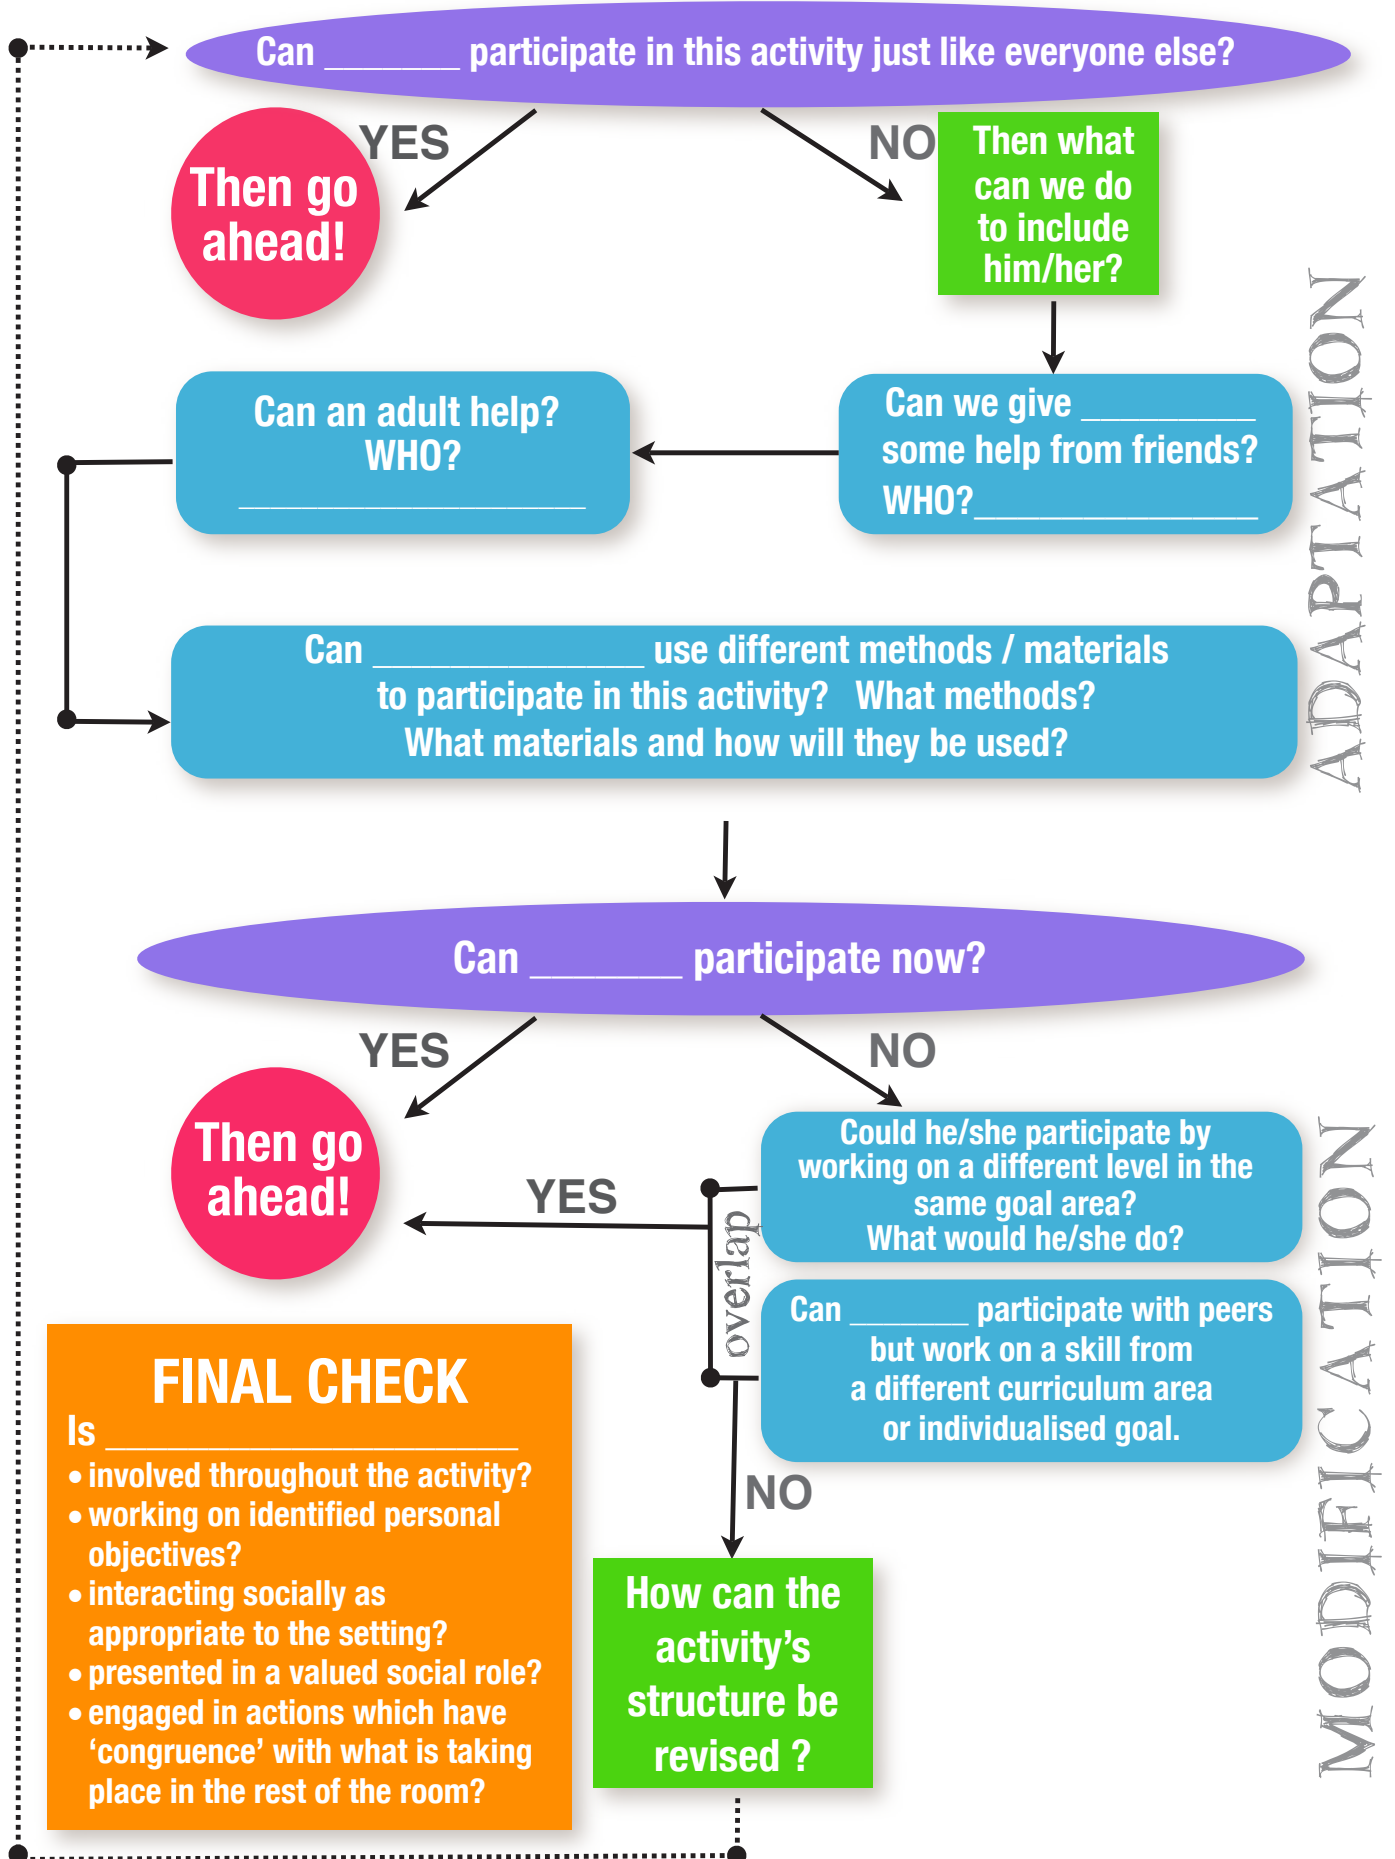 Can _______ participate in this activity just like everyone else?
YES
NO
Then go
ahead!
Then what
can we do
to include
him/her?
ADAPTATION
Can we give _________
some help from friends?
WHO?_______________
Can an adult help?
WHO?
__________________
Can ______________ use different methods / materials
to participate in this activity?   What methods?
What materials and how will they be used?
Can _______ participate now?
YES
NO
Then go
ahead!
Could he/she participate by
working on a different level in the
same goal area?
What would he/she do?
YES
overlap
Can _______ participate with peers
but work on a skill from
a different curriculum area
or individualised goal.
MODIFICATION
NO
How can the
activity’s
structure be
revised ?
FINAL CHECK
Is ____________________
• involved throughout the activity?
• working on identified personal
objectives?
• interacting socially as
appropriate to the setting?
• presented in a valued social role?
• engaged in actions which have
‘congruence’ with what is taking
place in the rest of the room?